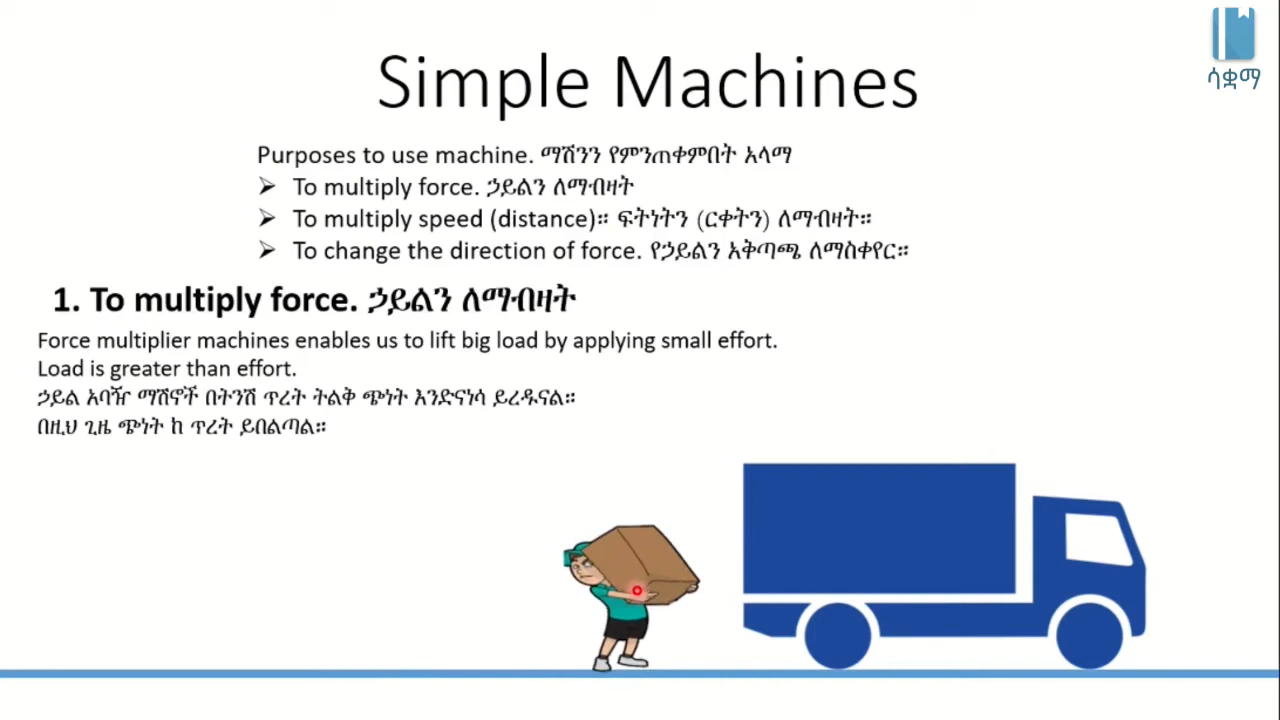 ሳቋማ
Simple Machines
Purposes to use machine. ማሽንን የምንጠቀምበት አላማ
➢ To multiply force. ኃይልን ለማብዛት
➢ To multiply speed (distance)። ፍትነትን (ርቀትን) ለማብዛት።
➢ To change the direction of force. የኃይልን አቅጣጫ ለማስቀየር።
1. To multiply force. ኃይልን ለማብዛት
Force multiplier machines enables us to lift big load by applying small effort.
Load is greater than effort.
ኃይል አባዥ ማሽኖች በትንሽ ጥረት ትልቅ ጭነት እንድናነሳ ይረዱናል።
በዚህ ጊዜ ጭነት ከ ጥረት ይበልጣል።